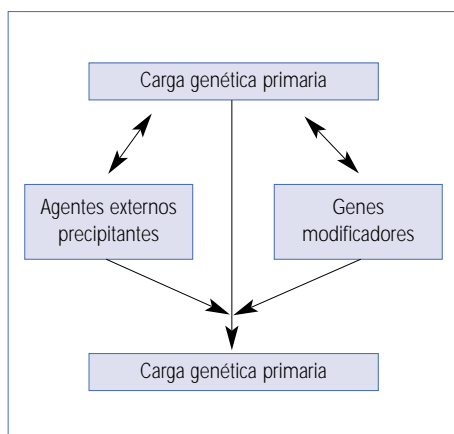 Carga genética primaria
Agentes externos
precipitantes
Genes
modificadores
Carga genética primaria